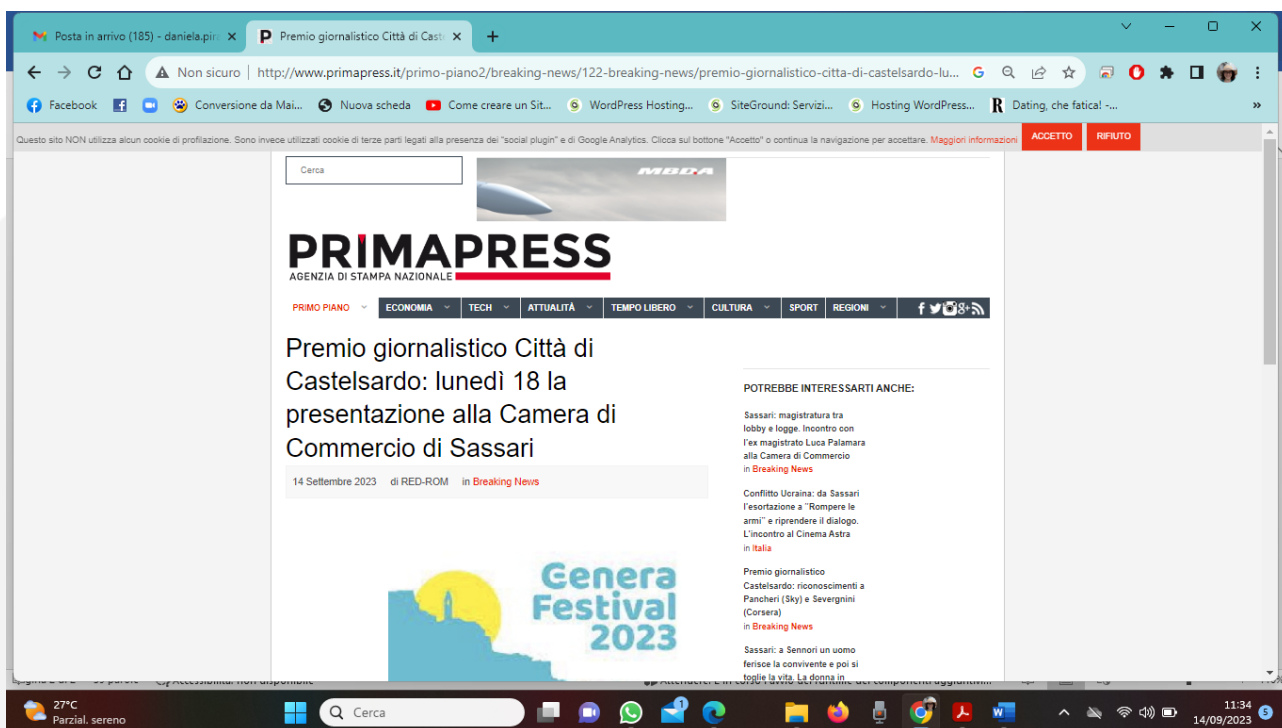 Posta in arrivo (185) - daniela.pir
Premio giornalistico Città di Cast
Non sicuro | http://www.primapress.it/primo-piano2/breaking-news/122-breaking-news/premio-giornalistico-citta-di-castelsardo-lu...
Facebook
Conversione da Mai...
Nuova scheda
Come creare un Sit...
WordPress Hosting...
SiteGround: Servizi...
Hosting WordPress...
Dating, che fatica! -...
»
Questo sito NON utilizza alcun cookie di profilazione. Sono invece utilizzati cookie di terze parti legati alla presenza dei "social plugin" e di Google Analytics. Clicca sul bottone "Accetto" o continua la navigazione per accettare. Maggiori informazioni
ACCETTO
RIFIUTO
Cerca
MBDA
PRIMAPRESS
AGENZIA DI STAMPA NAZIONALE
PRIMO PIANO
ECONOMIA
TECH
ATTUALITÁ
TEMPO LIBERO
CULTURA
SPORT
REGIONI
Premio giornalistico Città di
Castelsardo: lunedì 18 la
presentazione alla Camera di
Commercio di Sassari
14 Settembre 2023 di RED-ROM in Breaking News
Genera
Festival
2023
POTREBBE INTERESSARTI ANCHE:
Sassari: magistratura tra
lobby e logge. Incontro con
l'ex magistrato Luca Palamara
alla Camera di Commercio
in Breaking News
Conflitto Ucraina: da Sassari
l'esortazione a "Rompere le
armi" e riprendere il dialogo.
L'incontro al Cinema Astra
in Italia
Premio giornalistico
Castelsardo: riconoscimenti a
Pancheri (Sky) e Severgnini
(Corsera)
in Breaking News
Sassari: a Sennori un uomo
ferisce la convivente e poi si
toglie la vita. La donna in
27°C
Parzial. sereno
Cerca
11:34
14/09/2023
5